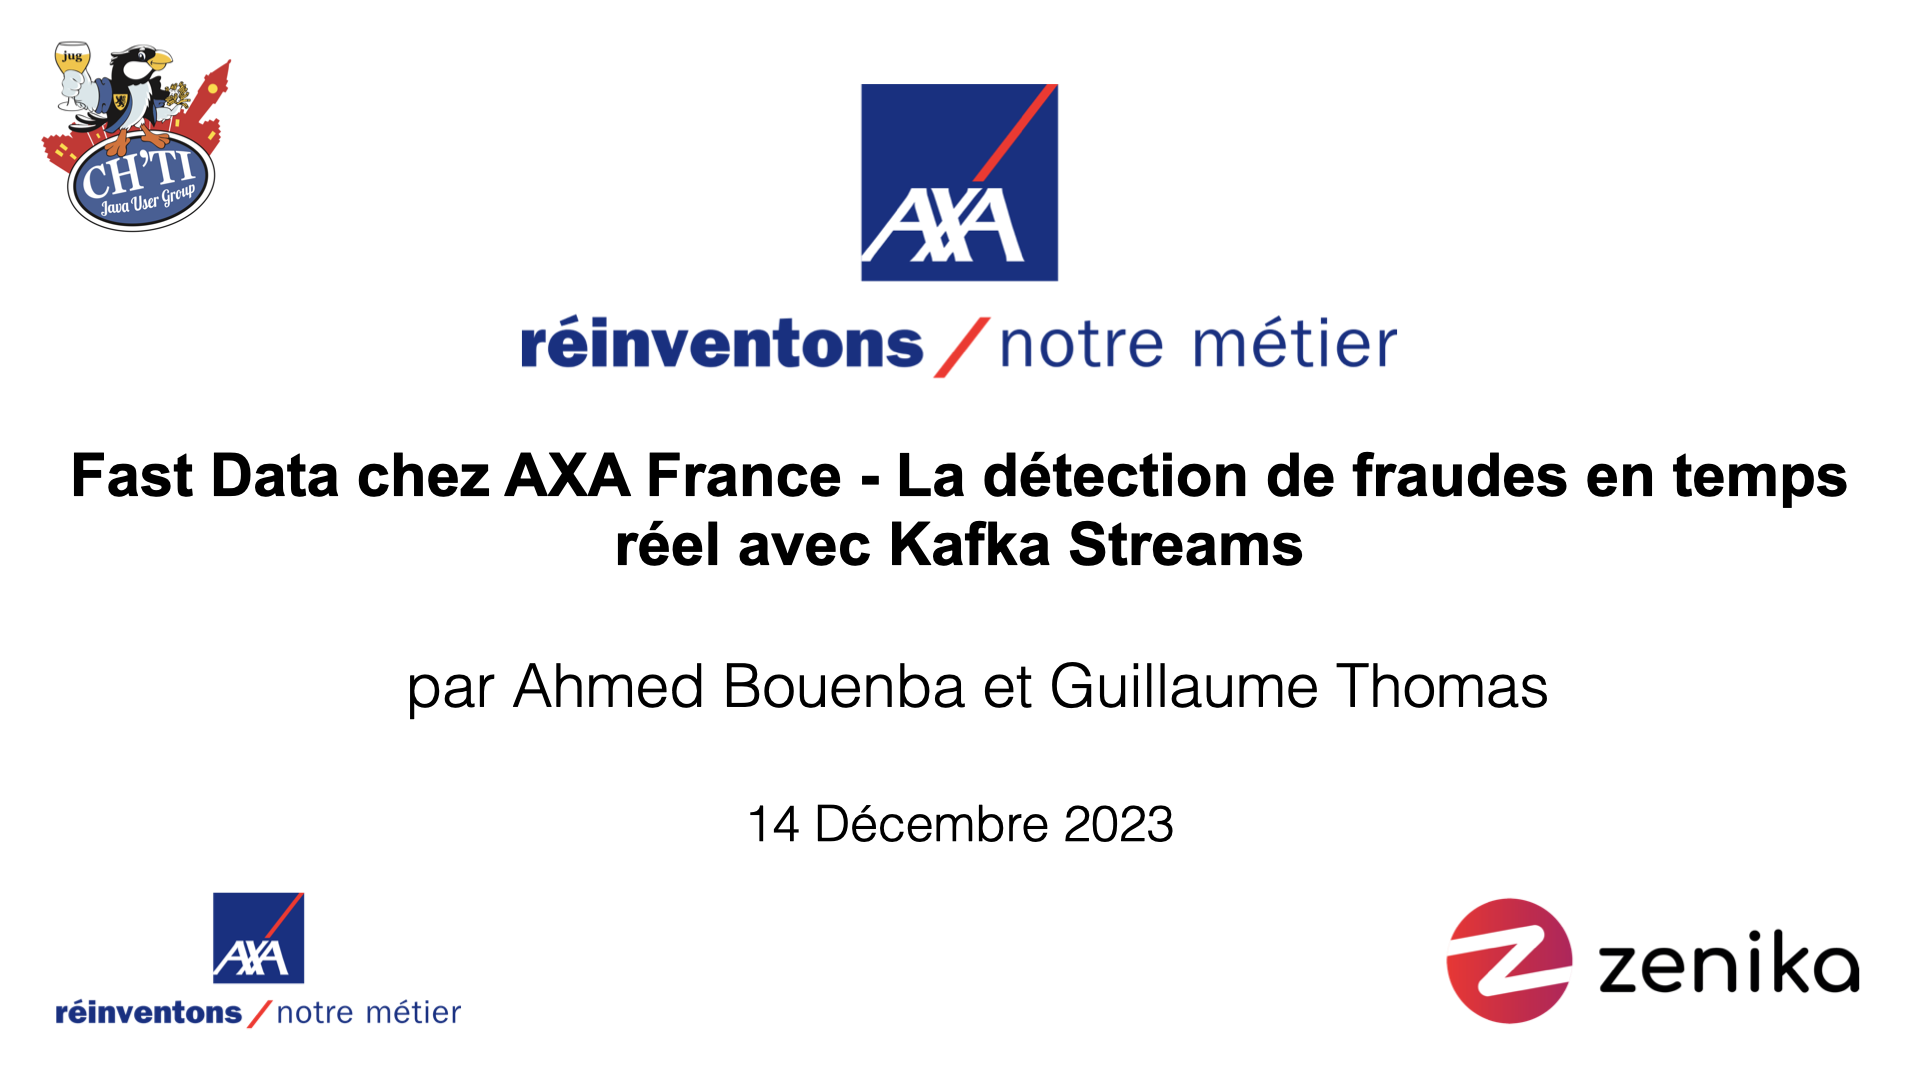 jug
CH'TI
Java User Group
AXA
réinventons / notre métier
Fast Data chez AXA France - La détection de fraudes en temps
réel avec Kafka Streams
par Ahmed Bouenba et Guillaume Thomas
14 Décembre 2023
AXA
réinventons / notre métier
zenika